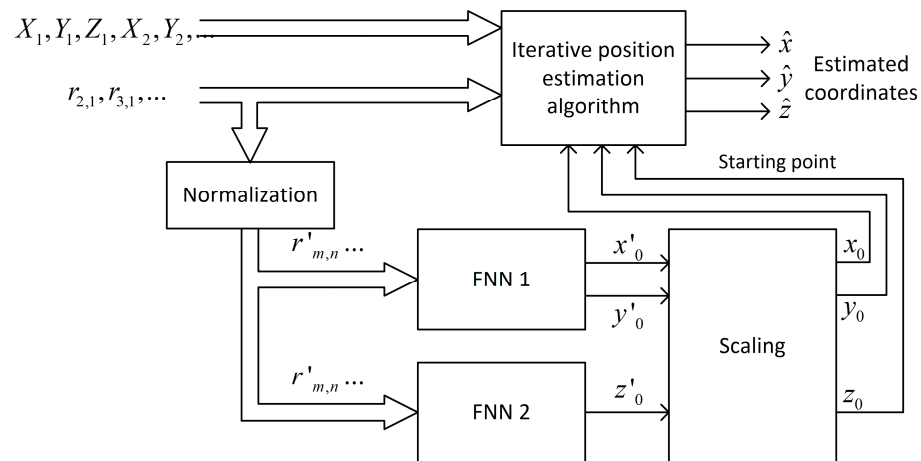 X₁, Y₁, Z₁, X₂, Y₂, ...
r₂,₁, r₃,₁, ...
Iterative position
estimation
algorithm
x̂
ŷ
ẑ
Estimated
coordinates
Starting point
Normalization
r'ₘ,ₙ ...
FNN 1
x'₀
y'₀
r'ₘ,ₙ ...
FNN 2
z'₀
Scaling
x₀
y₀
z₀